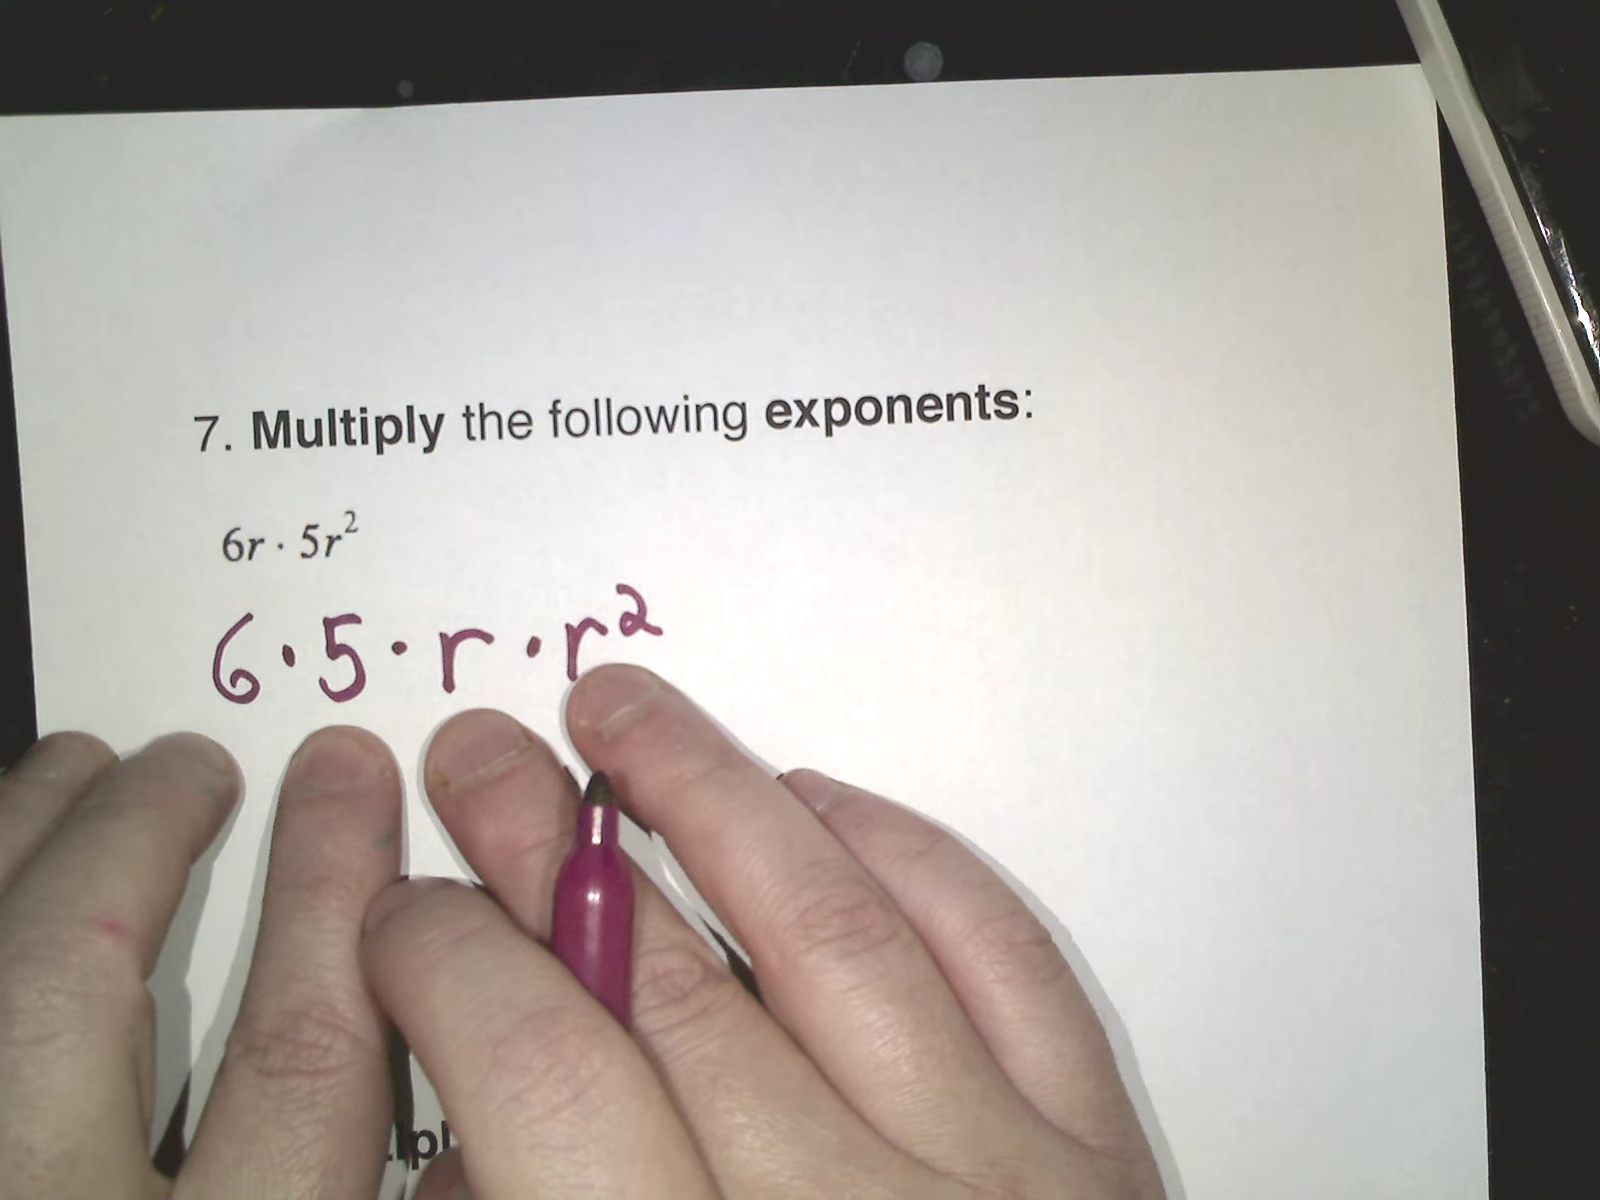 7. Multiply the following exponents:
6r · 5r²
6 · 5 · r · r²